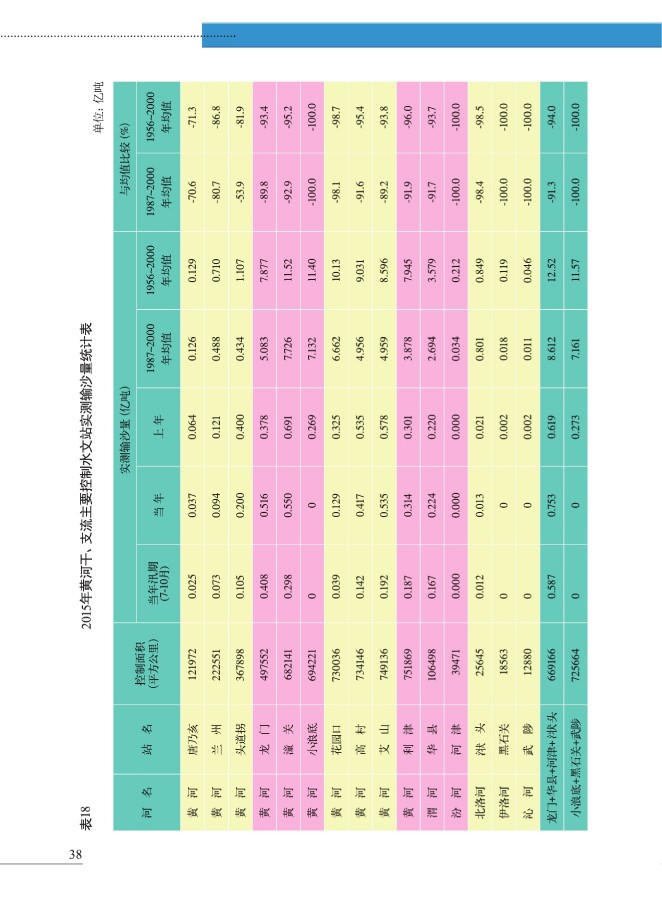 表18
2015年黄河干、支流主要控制水文站实测输沙量统计表
单位：亿吨
河 名 站 名 控制面积(平方公里) 实测输沙量(亿吨) 与均值比较(%)
当年汛期(7-10月) 当年 上年 1987~2000年均值 1956~2000年均值 1987~2000年均值 1956~2000年均值
黄 河 唐乃亥 121972 0.025 0.037 0.064 0.126 0.129 -70.6 -71.3
黄 河 兰 州 222551 0.073 0.094 0.121 0.488 0.710 -80.7 -86.8
黄 河 头道拐 367898 0.105 0.200 0.400 0.434 1.107 -53.9 -81.9
黄 河 龙 门 497552 0.408 0.516 0.378 5.083 7.877 -89.8 -93.4
黄 河 潼 关 682141 0.298 0.550 0.691 7.726 11.52 -92.9 -95.2
黄 河 小浪底 694221 0 0 0.269 7.132 11.40 -100.0 -100.0
黄 河 花园口 730036 0.039 0.129 0.325 6.662 10.13 -98.1 -98.7
黄 河 高 村 734146 0.142 0.417 0.535 4.956 9.031 -91.6 -95.4
黄 河 艾 山 749136 0.192 0.535 0.578 4.959 8.596 -89.2 -93.8
黄 河 利 津 751869 0.187 0.314 0.301 3.878 7.945 -91.9 -96.0
渭 河 华 县 106498 0.167 0.224 0.220 2.694 3.579 -91.7 -93.7
汾 河 河 津 39471 0.000 0.000 0.000 0.034 0.212 -100.0 -100.0
北洛河 洑 头 25645 0.012 0.013 0.021 0.801 0.849 -98.4 -98.5
伊洛河 黑石关 18563 0 0 0.002 0.018 0.119 -100.0 -100.0
沁 河 武 陟 12880 0 0 0.002 0.011 0.046 -100.0 -100.0
龙门+华县+河津+洑头 669166 0.587 0.753 0.619 8.612 12.52 -91.3 -94.0
小浪底+黑石关+武陟 725664 0 0 0.273 7.161 11.57 -100.0 -100.0
38